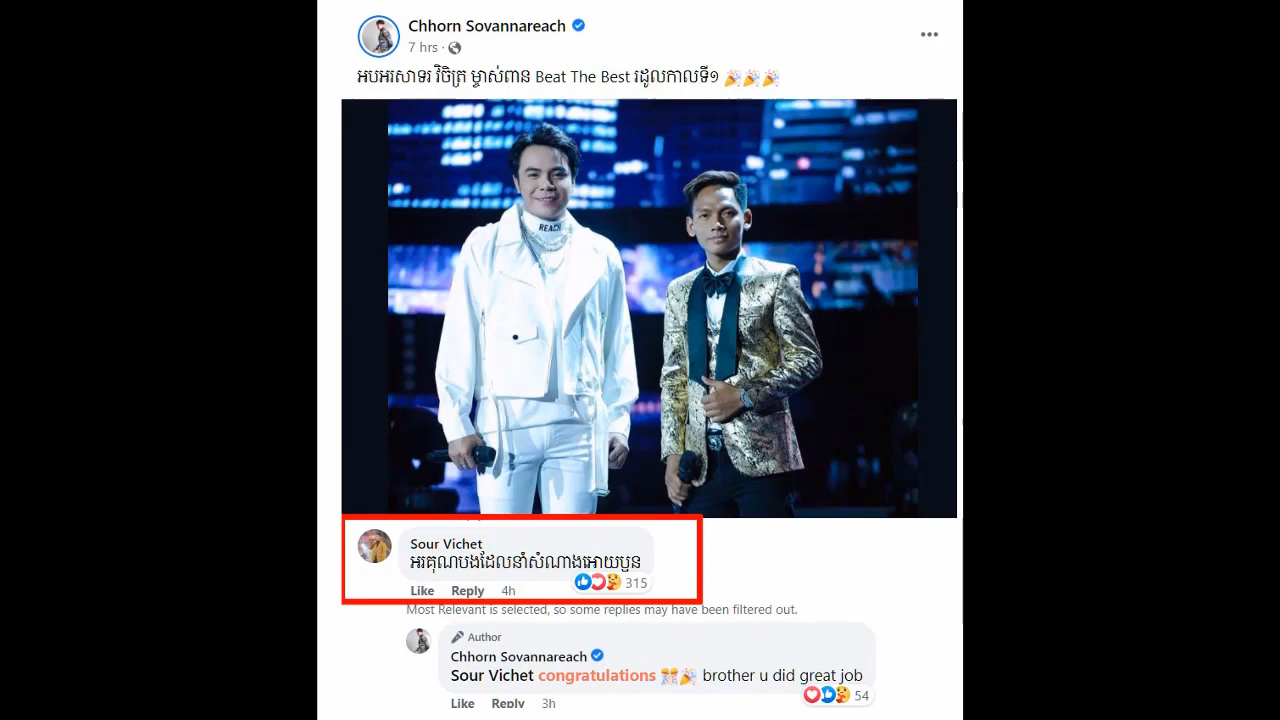 Chhorn Sovannareach
7 hrs
អបអរសាទរ វិចិត្រ ម្ចាស់ពាន Beat The Best រដូលកាលទី១ 🎉🎉🎉
REACH
Sour Vichet
អរគុណបងដែលនាំសំណាងអោយប្អូន
Like Reply 4h 315
Most Relevant is selected, so some replies may have been filtered out.
Author
Chhorn Sovannareach
Sour Vichet congratulations 🎊🎉 brother u did great job
Like Reply 3h 54